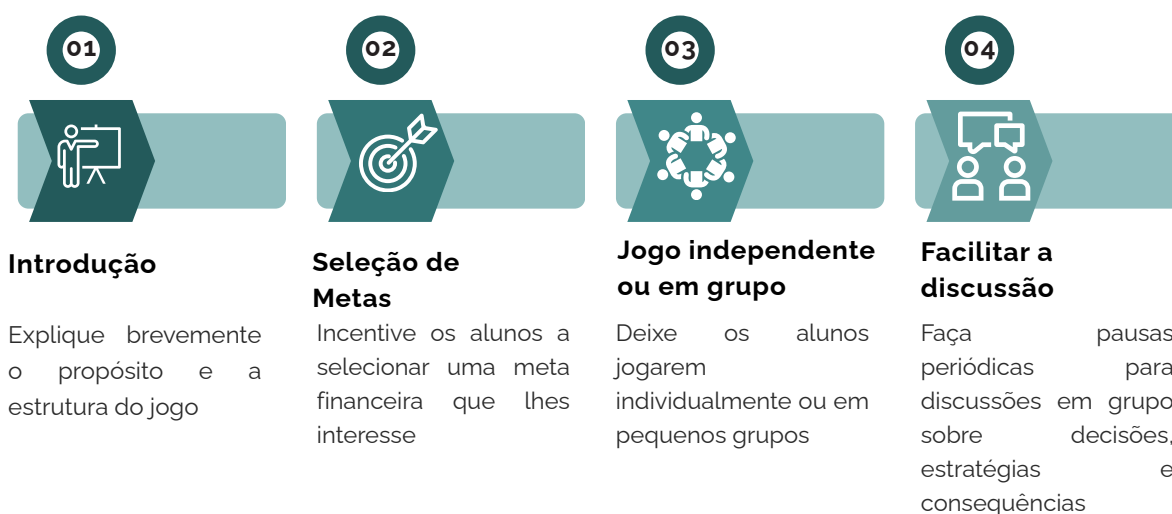 01
02
03
04
Introdução
Explique brevemente
o propósito e a
estrutura do jogo
Seleção de
Metas
Incentive os alunos a
selecionar uma meta
financeira que lhes
interesse
Jogo independente
ou em grupo
Deixe os alunos
jogarem
individualmente ou em
pequenos grupos
Facilitar a
discussão
Faça pausas
periódicas para
discussões em grupo
sobre decisões,
estratégias e
consequências